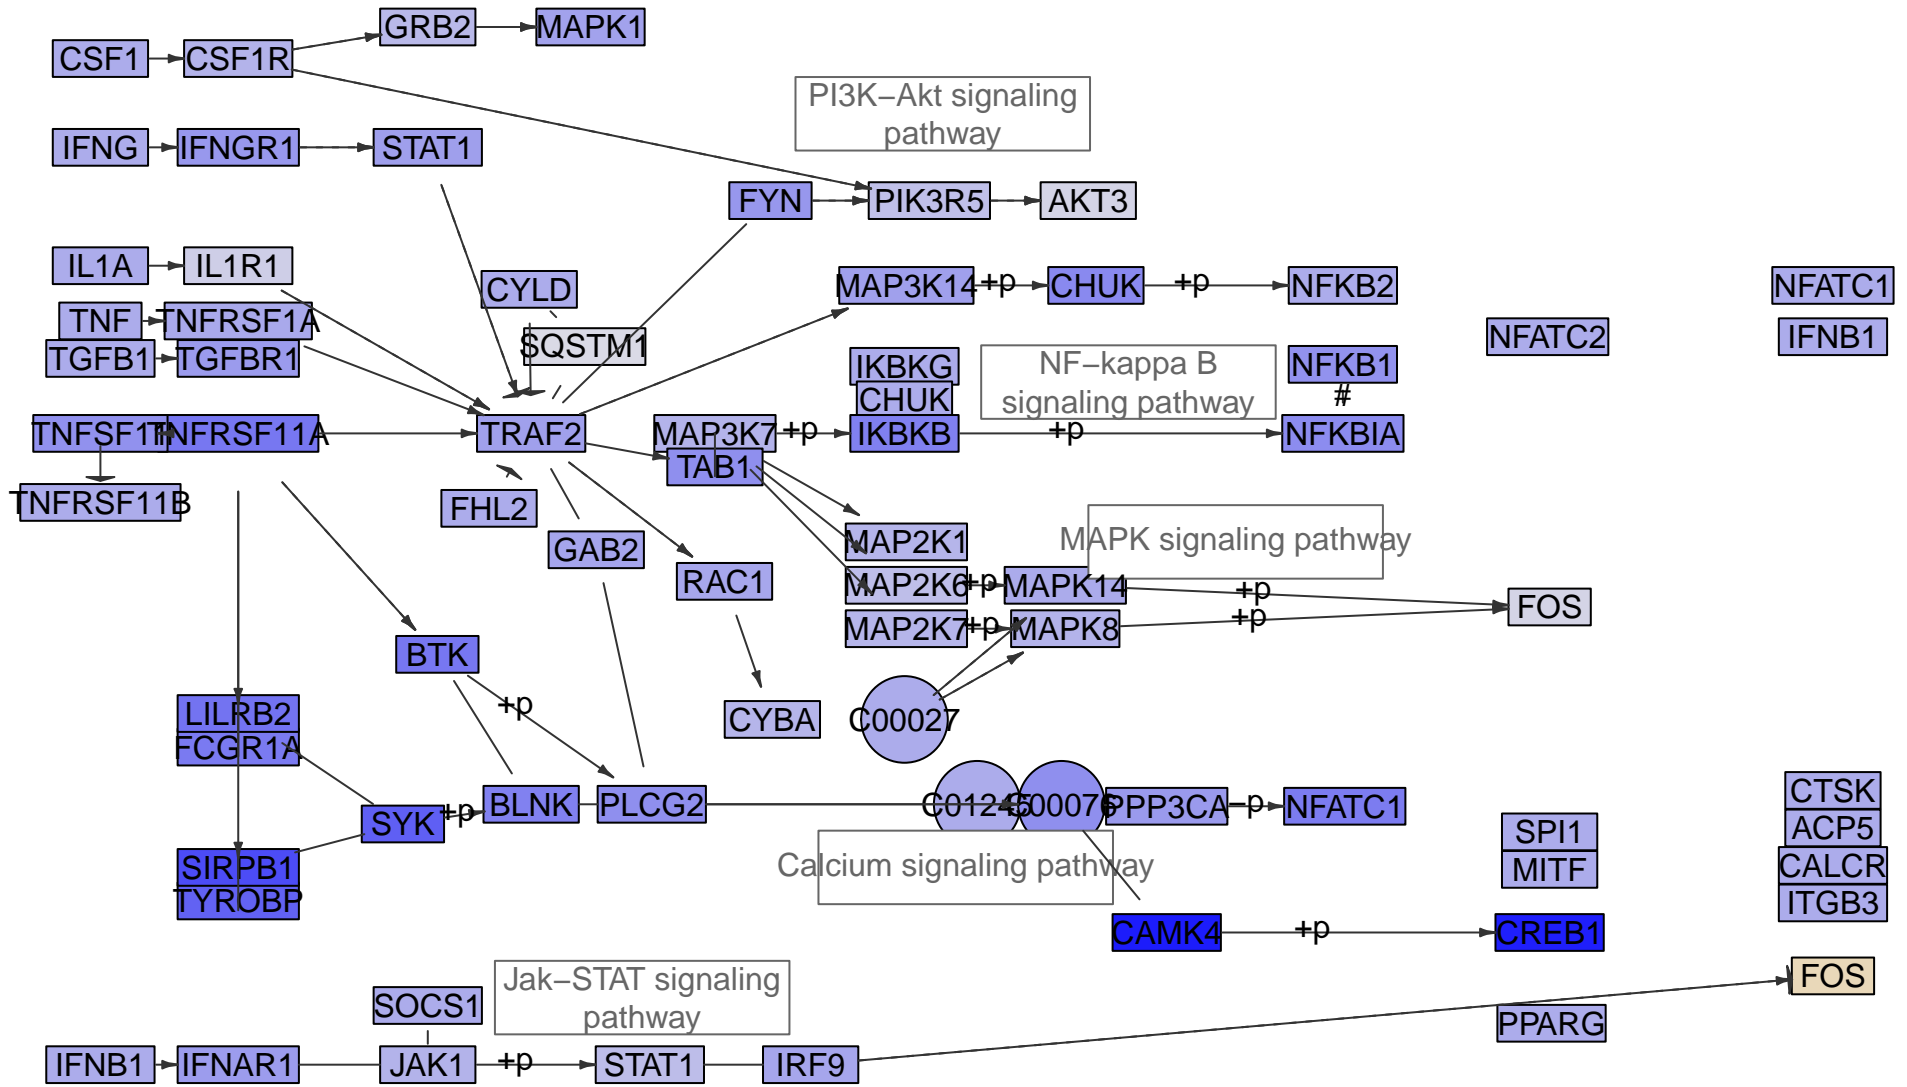 GRB2
MAPK1
CSF1
CSF1R
PI3K−Akt signaling
pathway
IFNG
IFNGR1
STAT1
FYN
PIK3R5
AKT3
IL1A
IL1R1
CYLD
MAP3K14
+p
CHUK
+p
NFKB2
NFATC1
TNF
TNFRSF1A
SQSTM1
NFATC2
IFNB1
TGFB1
TGFBR1
IKBKG
NF−kappa B
signaling pathway
NFKB1
#
CHUK
TNFRSF11A
TRAF2
MAP3K7
+p
IKBKB
+p
NFKBIA
TAB1
TNFRSF11B
FHL2
GAB2
MAP2K1
MAPK signaling pathway
RAC1
MAP2K6
+p
MAPK14
+p
FOS
MAP2K7
+p
MAPK8
+p
BTK
+p
LILRB2
FCGR1A
CYBA
C00027
SYK
+p
BLNK
PLCG2
C01245
C00076
PPP3CA
−p
NFATC1
CTSK
SPI1
ACP5
SIRPB1
Calcium signaling pathway
MITF
CALCR
TYROBP
ITGB3
CAMK4
+p
CREB1
Jak−STAT signaling
pathway
FOS
SOCS1
PPARG
IFNB1
IFNAR1
JAK1
+p
STAT1
IRF9